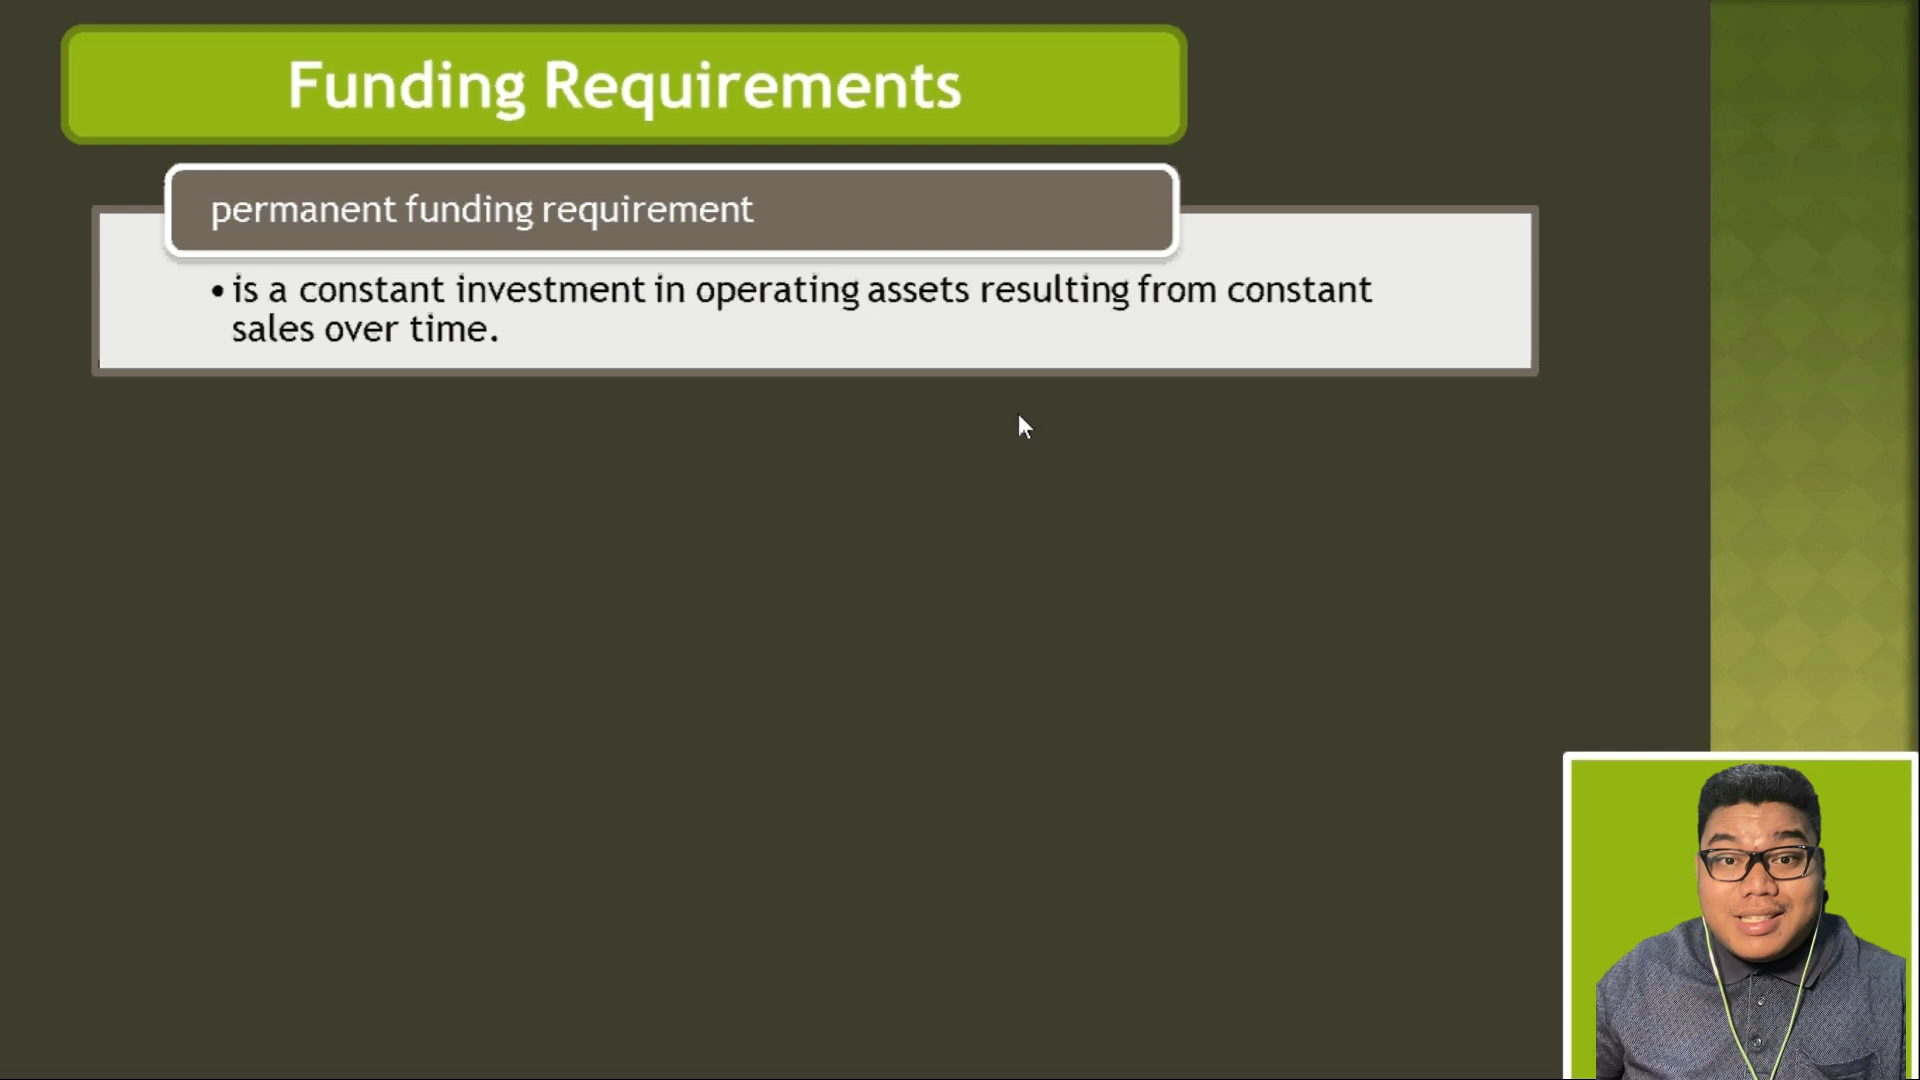 Funding Requirements
permanent funding requirement
• is a constant investment in operating assets resulting from constant
sales over time.